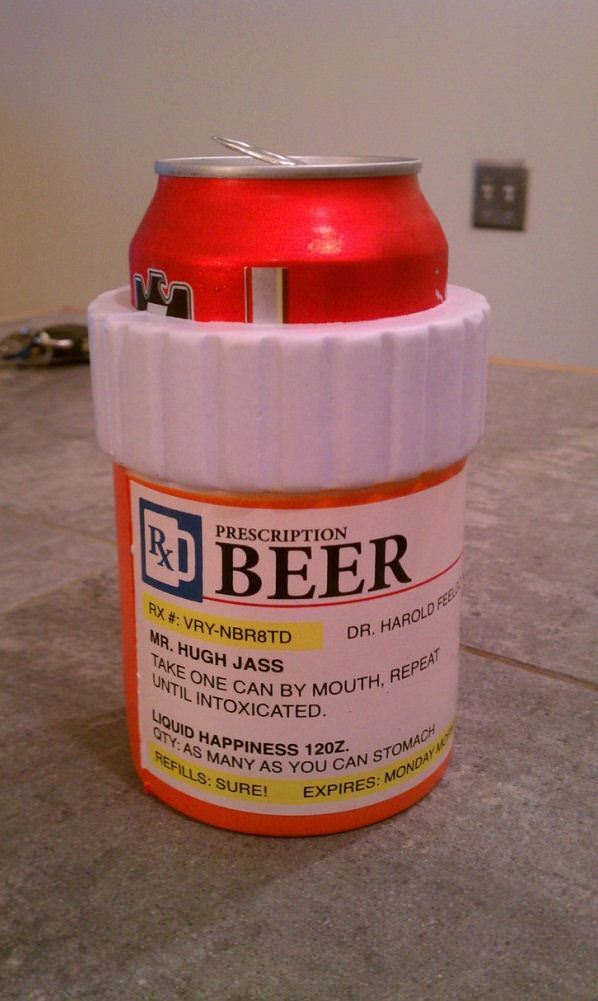 Rx
PRESCRIPTION
BEER
RX #: VRY-NBR8TD
DR. HAROLD
MR. HUGH JASS
TAKE ONE CAN BY MOUTH, REPEAT
UNTIL INTOXICATED.
LIQUID HAPPINESS 12OZ.
QTY: AS MANY AS YOU CAN STOMACH
REFILLS: SURE! EXPIRES: MONDAY